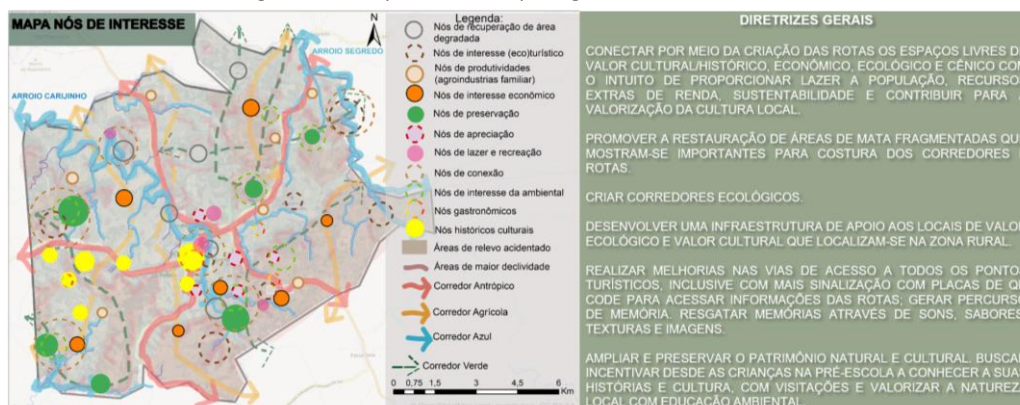 MAPA NÓS DE INTERESSE
N
ARROIO SEGREDO
ARROIO CARIJINHO
Legenda:
Nós de recuperação de área
degradada
Nós de interesse (eco)turístico
Nós de produtividades
(agroindustrias familiar)
Nós de interesse econômico
Nós de preservação
Nós de apreciação
Nós de lazer e recreação
Nós de conexão
Nós de interesse da ambiental
Nós gastronômicos
Nós históricos culturais
Áreas de relevo acidentado
Áreas de maior declividade
Corredor Antrópico
Corredor Agrícola
Corredor Azul
Corredor Verde
0 0,75 1,5 3 4,5 6
Km
DIRETRIZES GERAIS
CONECTAR POR MEIO DA CRIAÇÃO DAS ROTAS OS ESPAÇOS LIVRES DE
VALOR CULTURAL/HISTÓRICO, ECONÔMICO, ECOLÓGICO E CÊNICO COM
O INTUITO DE PROPORCIONAR LAZER A POPULAÇÃO, RECURSOS
EXTRAS DE RENDA, SUSTENTABILIDADE E CONTRIBUIR PARA A
VALORIZAÇÃO DA CULTURA LOCAL.
PROMOVER A RESTAURAÇÃO DE ÁREAS DE MATA FRAGMENTADAS QUE
MOSTRAM-SE IMPORTANTES PARA COSTURA DOS CORREDORES E
ROTAS.
CRIAR CORREDORES ECOLÓGICOS.
DESENVOLVER UMA INFRAESTRUTURA DE APOIO AOS LOCAIS DE VALOR
ECOLÓGICO E VALOR CULTURAL QUE LOCALIZAM-SE NA ZONA RURAL.
REALIZAR MELHORIAS NAS VIAS DE ACESSO A TODOS OS PONTOS
TURÍSTICOS, INCLUSIVE COM MAIS SINALIZAÇÃO COM PLACAS DE QR
CODE PARA ACESSAR INFORMAÇÕES DAS ROTAS; GERAR PERCURSO
DE MEMÓRIA. RESGATAR MEMÓRIAS ATRAVÉS DE SONS, SABORES,
TEXTURAS E IMAGENS.
AMPLIAR E PRESERVAR O PATRIMÔNIO NATURAL E CULTURAL. BUSCAR
INCENTIVAR DESDE AS CRIANÇAS NA PRÉ-ESCOLA A CONHECER A SUAS
HISTÓRIAS E CULTURA, COM VISITAÇÕES E VALORIZAR A NATUREZA
LOCAL COM EDUCAÇÃO AMBIENTAL.